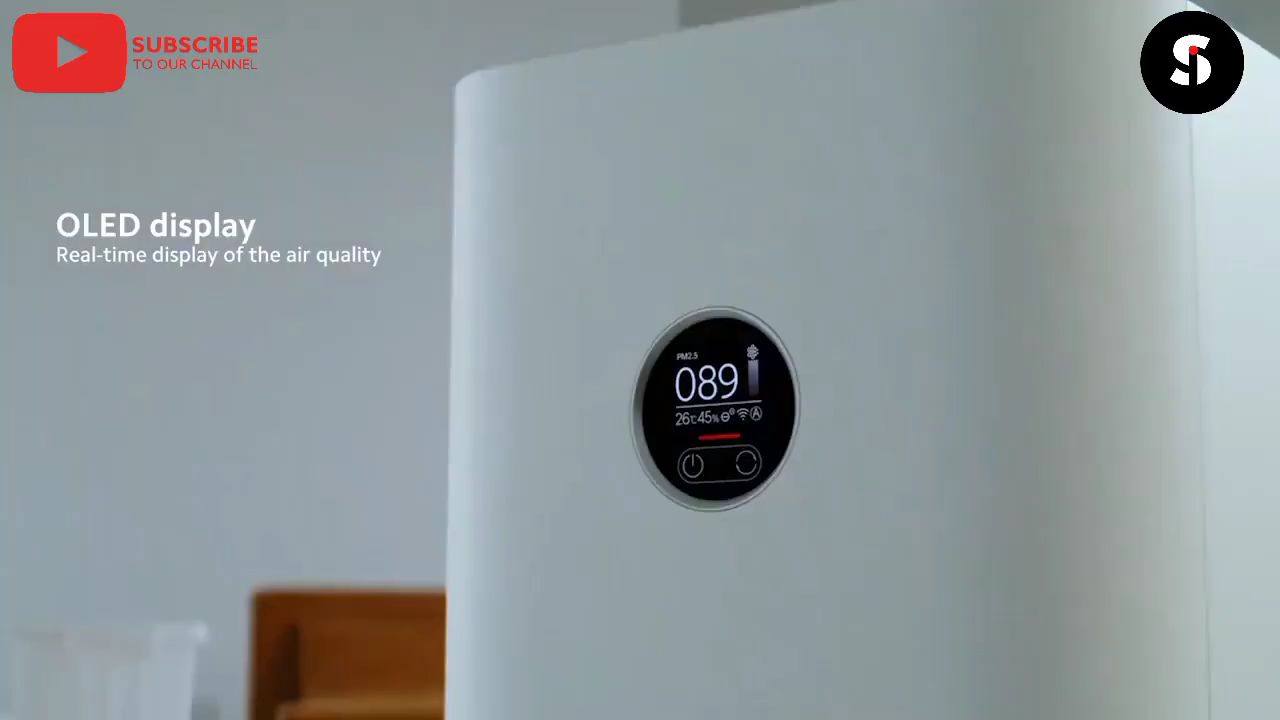 SUBSCRIBE
TO OUR CHANNEL
OLED display
Real-time display of the air quality
PM2.5
089
26℃ 45%
A